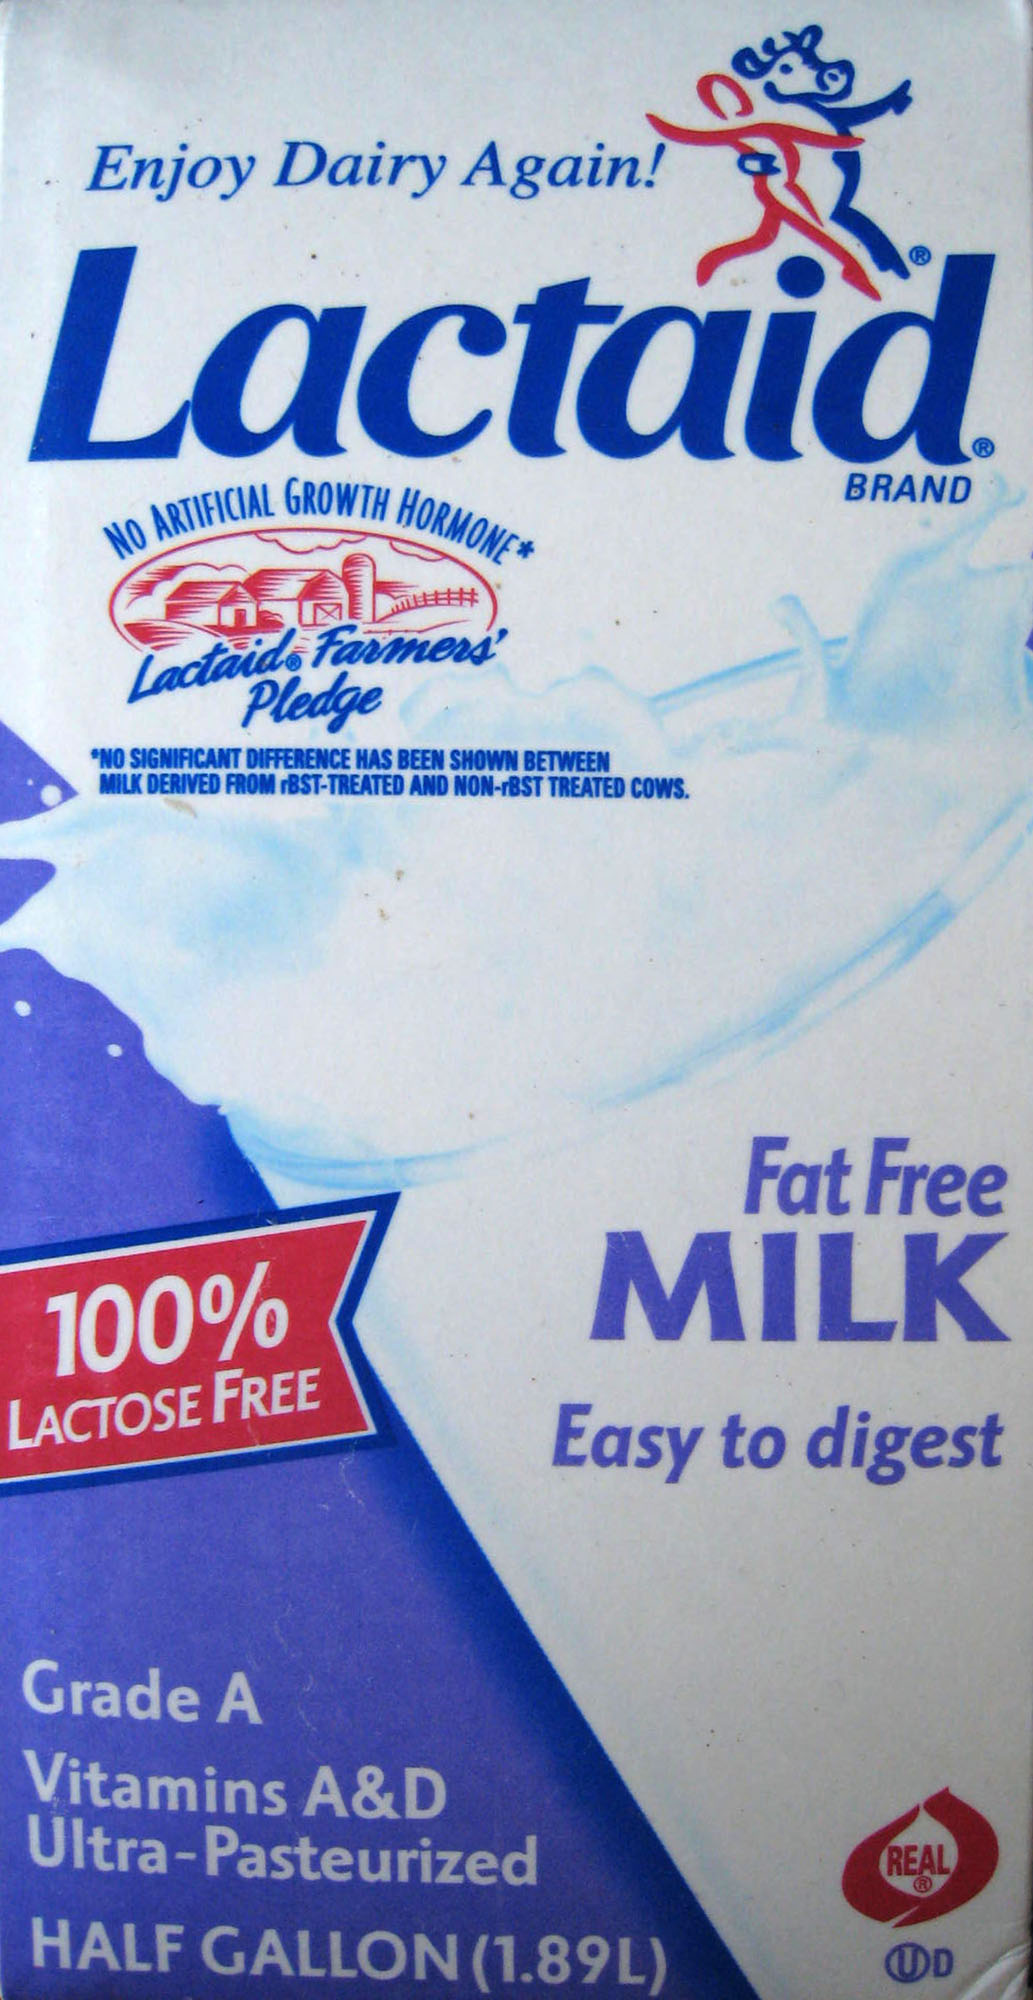 Enjoy Dairy Again!
®
Lactaid®
BRAND
NO ARTIFICIAL GROWTH HORMONE*
Lactaid® Farmers'
Pledge
*NO SIGNIFICANT DIFFERENCE HAS BEEN SHOWN BETWEEN
MILK DERIVED FROM rBST-TREATED AND NON-rBST TREATED COWS.
Fat Free
MILK
100%
LACTOSE FREE
Easy to digest
Grade A
Vitamins A&D
Ultra-Pasteurized
HALF GALLON (1.89L)
REAL
®
UD